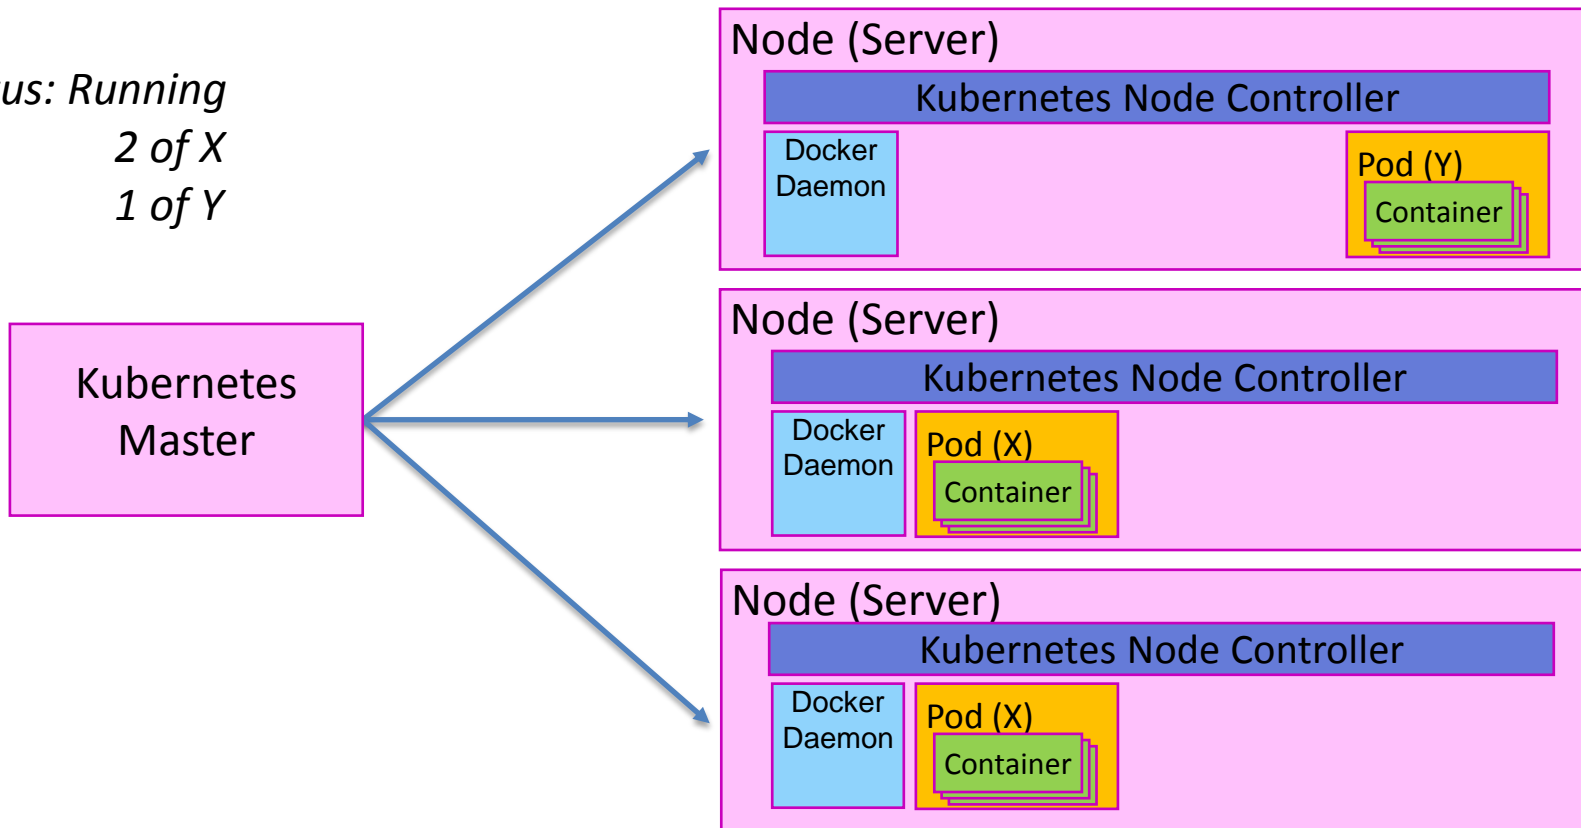 us: Running
2 of X
1 of Y
Kubernetes
Master
Node (Server)
Kubernetes Node Controller
Docker
Daemon
Pod (Y)
Container
Node (Server)
Kubernetes Node Controller
Docker
Daemon
Pod (X)
Container
Node (Server)
Kubernetes Node Controller
Docker
Daemon
Pod (X)
Container